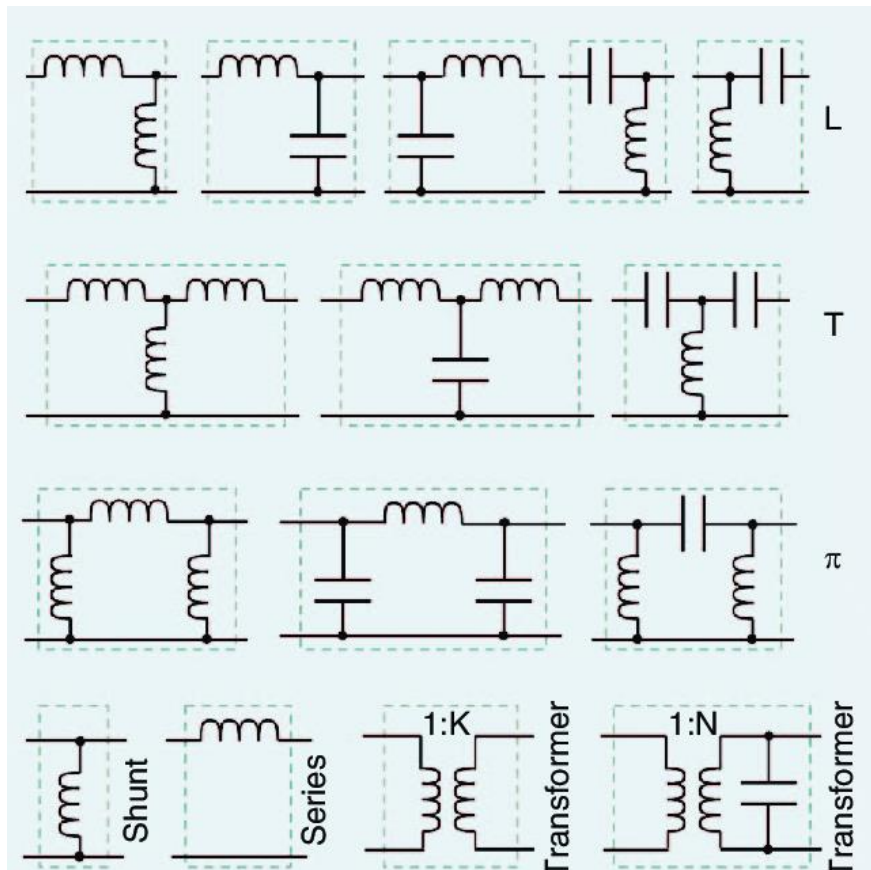 L
T
π
Shunt
Series
1:K
Transformer
1:N
Transformer